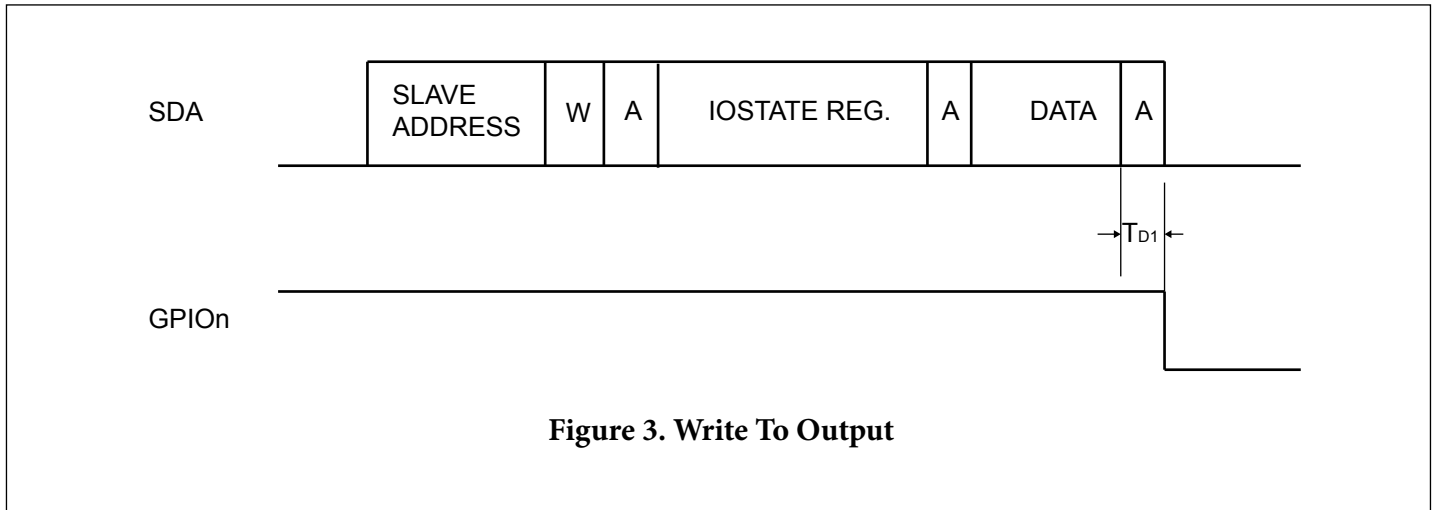 SDA
SLAVE
ADDRESS
W
A
IOSTATE REG.
A
DATA
A
TD1
GPIOn
Figure 3. Write To Output